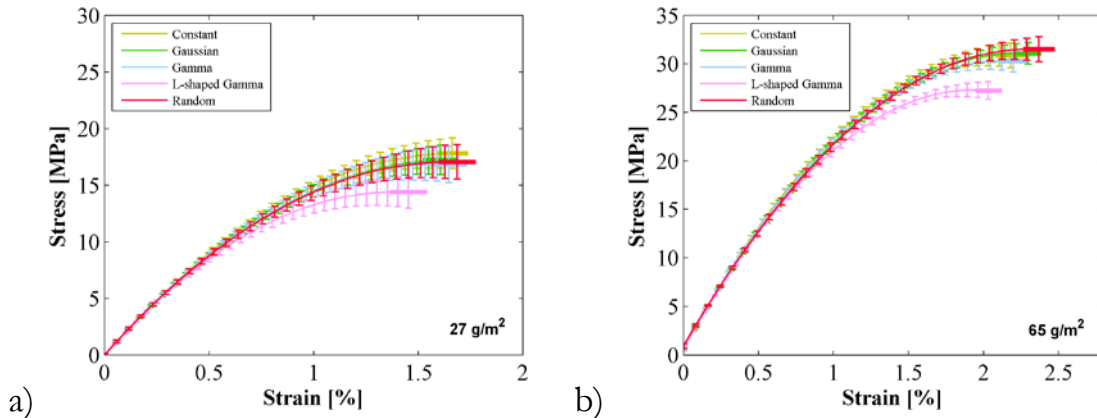 30
25
20
15
10
5
0
Stress [MPa]
Constant
Gaussian
Gamma
L-shaped Gamma
Random
27 g/m²
0
0.5
1
1.5
2
Strain [%]
a)
35
30
25
20
15
10
5
0
Stress [MPa]
Constant
Gaussian
Gamma
L-shaped Gamma
Random
65 g/m²
0
0.5
1.0
1.5
2.0
2.5
Strain [%]
b)